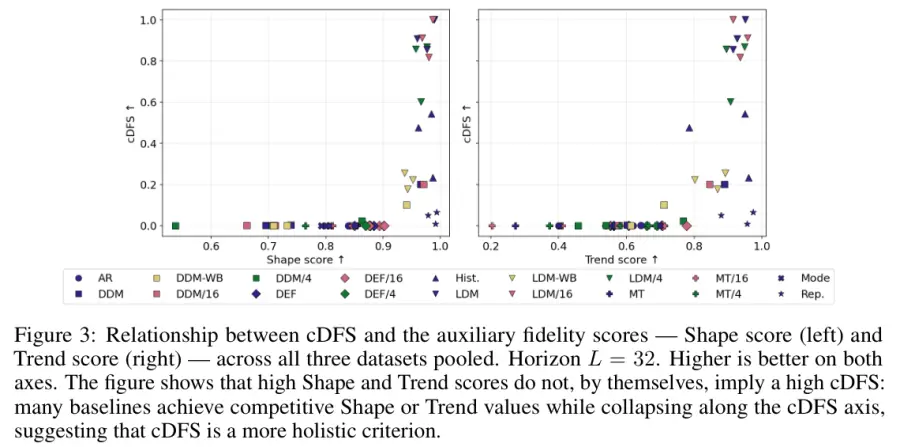 1.0
0.8
0.6
0.4
0.2
0.0
cDFS ↑
0.6 0.7 0.8 0.9 1.0
Shape score ↑
cDFS ↑
0.2 0.4 0.6 0.8 1.0
Trend score ↑
AR DDM-WB DDM/4 DEF/16 Hist. LDM-WB LDM/4 MT/16 Mode
DDM DDM/16 DEF DEF/4 LDM LDM/16 MT MT/4 Rep.
Figure 3: Relationship between cDFS and the auxiliary fidelity scores — Shape score (left) and
Trend score (right) — across all three datasets pooled. Horizon L = 32. Higher is better on both
axes. The figure shows that high Shape and Trend scores do not, by themselves, imply a high cDFS:
many baselines achieve competitive Shape or Trend values while collapsing along the cDFS axis,
suggesting that cDFS is a more holistic criterion.